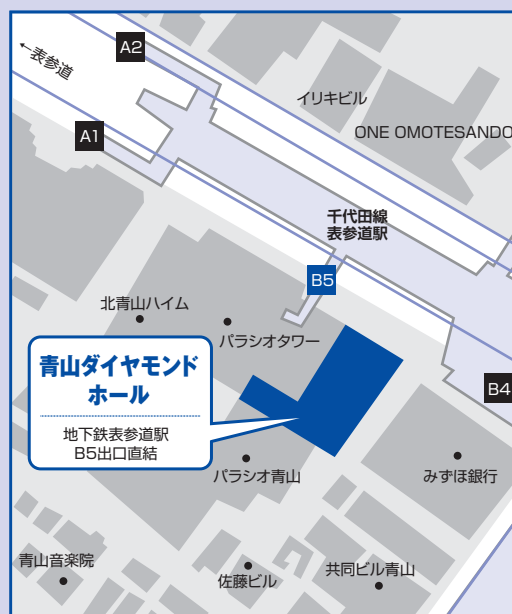 A2
←表参道
イリキビル
A1
ONE OMOTESANDO
千代田線
表参道駅
B5
北青山ハイム
パラシオタワー
青山ダイヤモンド
ホール
地下鉄表参道駅
B5出口直結
B4
パラシオ青山
みずほ銀行
青山音楽院
佐藤ビル
共同ビル青山